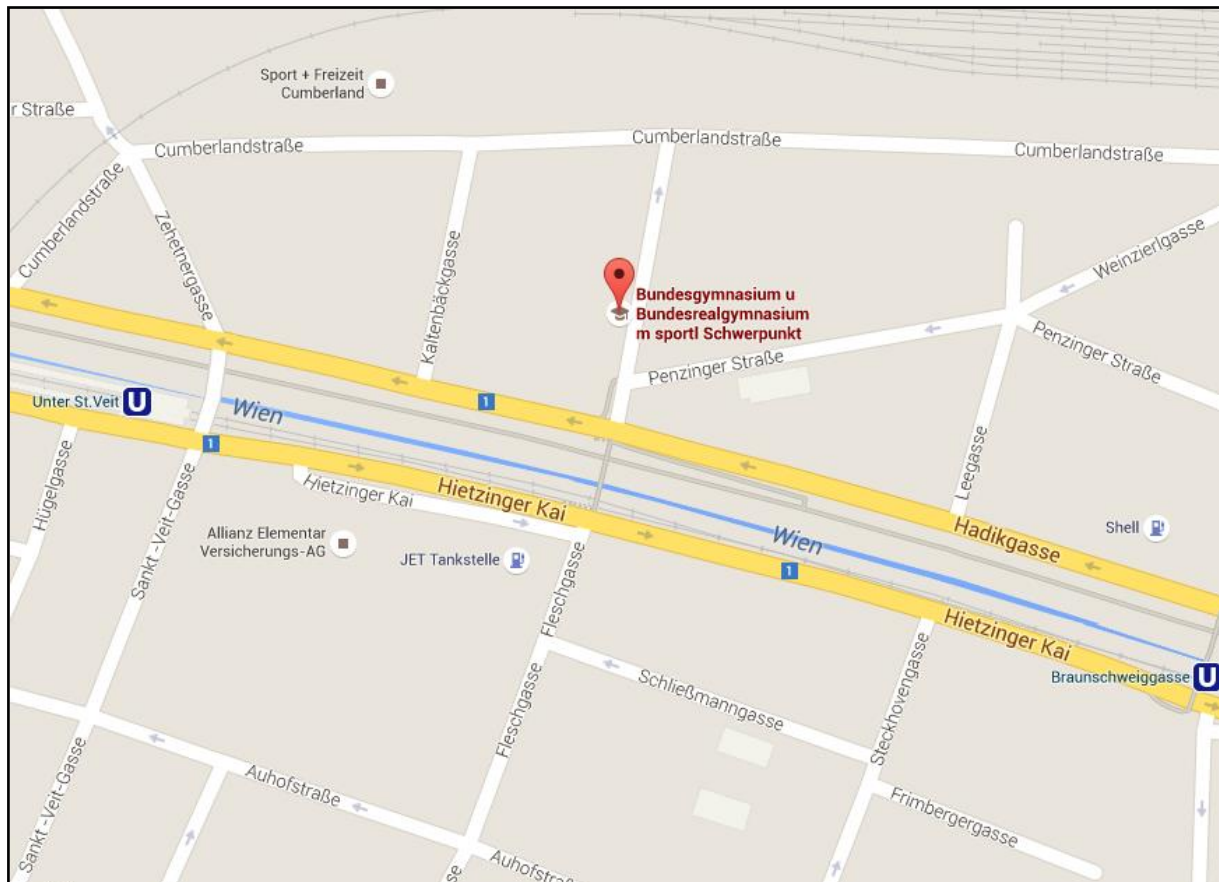 Sport + Freizeit
Cumberland
r Straße
Cumberlandstraße
Cumberlandstraße
Cumberlandstraße
Cumberlandstraße
Zehetnergasse
Kaltenbäckgasse
Weinzierlgasse
Bundesgymnasium u
Bundesrealgymnasium
m sportl Schwerpunkt
Penzinger Straße
Penzinger Straße
Unter St.Veit U
Wien
1
1
Hügelgasse
Sankt-Veit-Gasse
Hietzinger Kai
Hietzinger Kai
Leegasse
Hadikgasse
Shell
Allianz Elementar
Versicherungs-AG
JET Tankstelle
Wien
1
Fleschgasse
Hietzinger Kai
Braunschweiggasse U
Schließmanngasse
Fleschgasse
Steckhovengasse
Sankt-Veit-Gasse
Auhofstraße
Frimbergergasse
Auhofstraße
sse